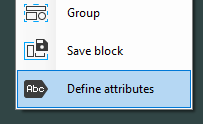 Group
Save block
Abc Define attributes